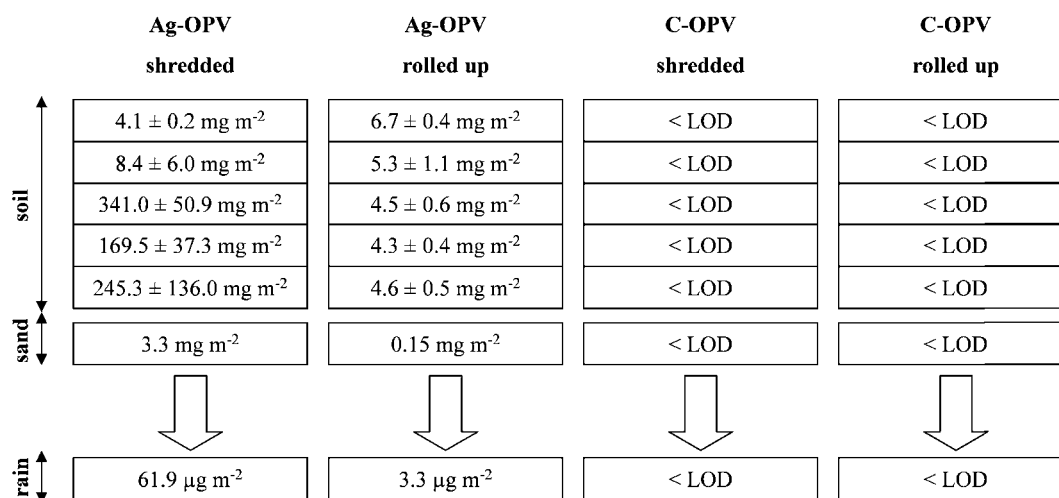 Ag-OPV Ag-OPV C-OPV C-OPV
shredded rolled up shredded rolled up
soil
4.1 ± 0.2 mg m⁻² 6.7 ± 0.4 mg m⁻² < LOD < LOD
8.4 ± 6.0 mg m⁻² 5.3 ± 1.1 mg m⁻² < LOD < LOD
341.0 ± 50.9 mg m⁻² 4.5 ± 0.6 mg m⁻² < LOD < LOD
169.5 ± 37.3 mg m⁻² 4.3 ± 0.4 mg m⁻² < LOD < LOD
245.3 ± 136.0 mg m⁻² 4.6 ± 0.5 mg m⁻² < LOD < LOD
sand
3.3 mg m⁻² 0.15 mg m⁻² < LOD < LOD
rain
61.9 µg m⁻² 3.3 µg m⁻² < LOD < LOD